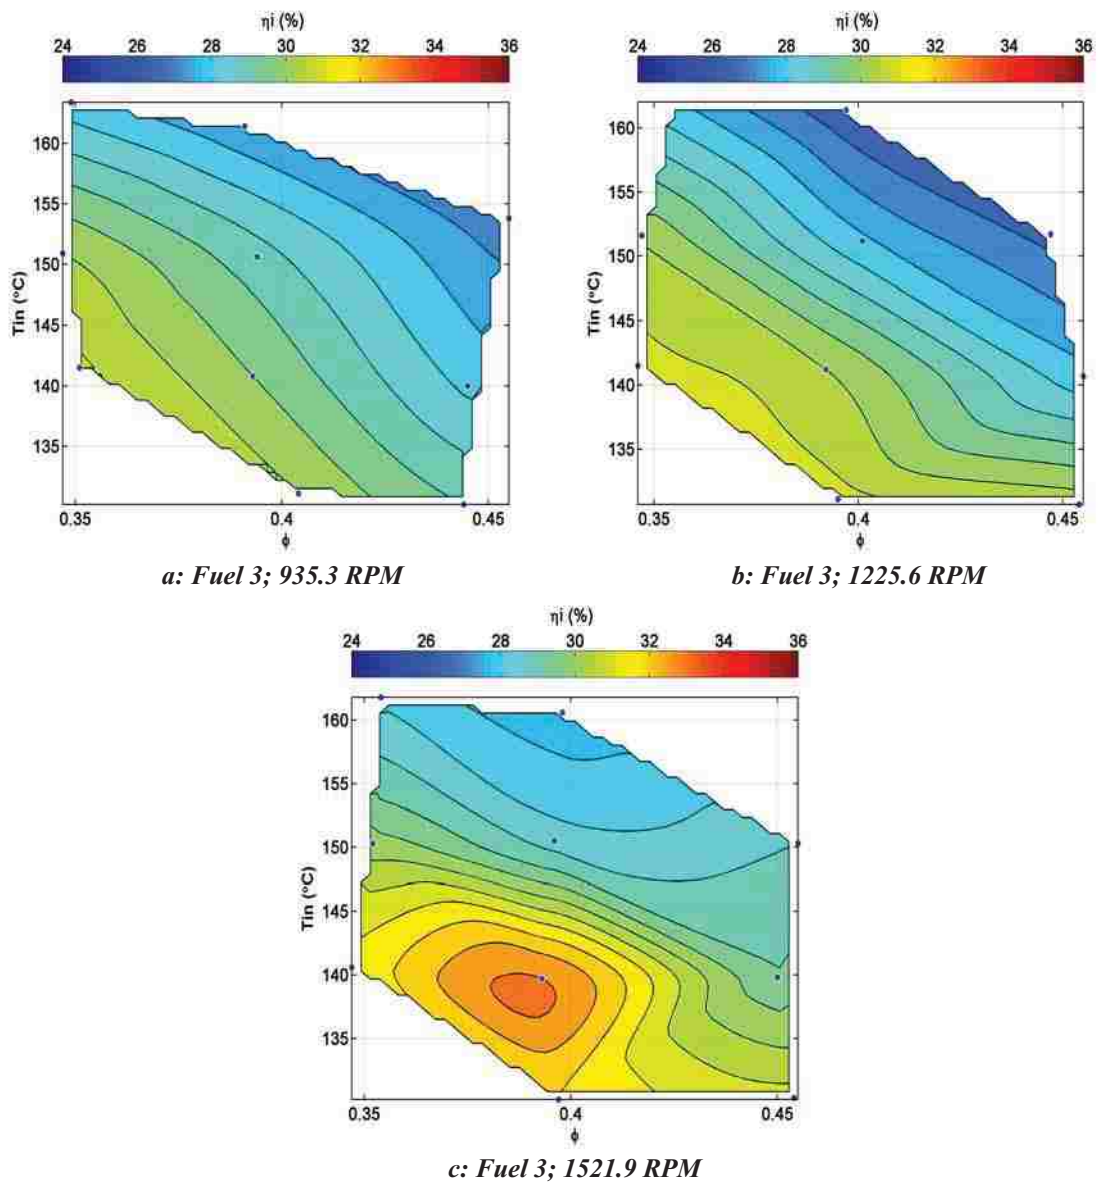 ηi (%)
24 26 28 30 32 34 36
160
155
150
145
140
135
Tin (°C)
0.35 0.4 0.45
ϕ
a: Fuel 3; 935.3 RPM
ηi (%)
24 26 28 30 32 34 36
160
155
150
145
140
135
Tin (°C)
0.35 0.4 0.45
ϕ
b: Fuel 3; 1225.6 RPM
ηi (%)
24 26 28 30 32 34 36
160
155
150
145
140
135
Tin (°C)
0.35 0.4 0.45
ϕ
c: Fuel 3; 1521.9 RPM